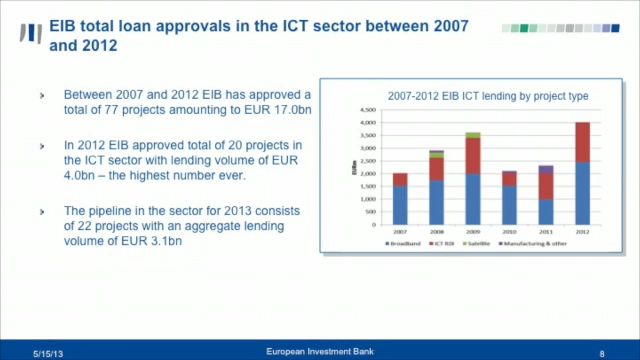 EIB total loan approvals in the ICT sector between 2007
and 2012
Between 2007 and 2012 EIB has approved a
total of 77 projects amounting to EUR 17.0bn
In 2012 EIB approved total of 20 projects in
the ICT sector with lending volume of EUR
4.0bn – the highest number ever.
The pipeline in the sector for 2013 consists
of 22 projects with an aggregate lending
volume of EUR 3.1bn
2007-2012 EIB ICT lending by project type
4,500
4,000
3,500
3,000
2,500
2,000
1,500
1,000
500
0
EURm
2007 2008 2009 2010 2011 2012
Broadband ICT RDI Satellite Manufacturing & other
5/15/13
European Investment Bank
8